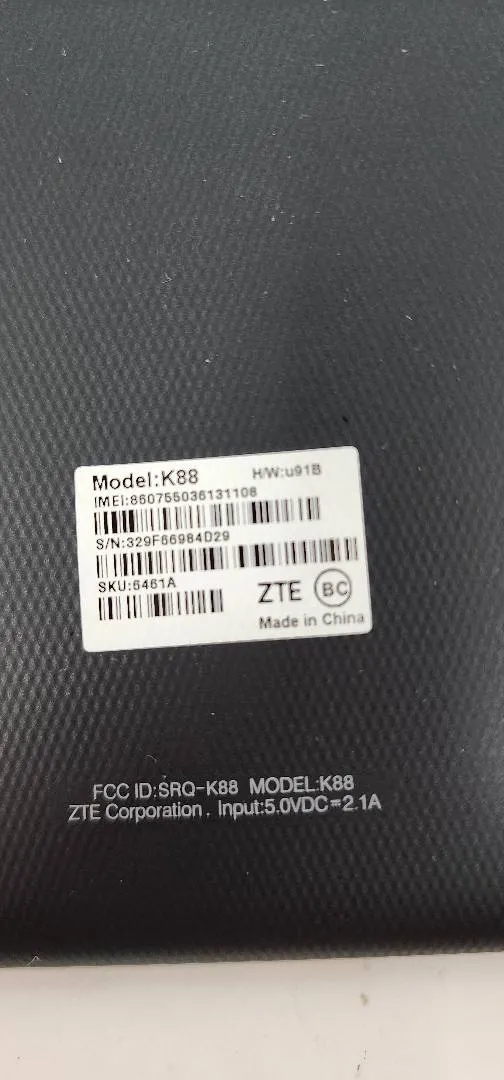 Model:K88 H/W:u91B
IMEI:860755036131108
S/N:329F66984D29
SKU:6461A
ZTE BC
Made in China
FCC ID:SRQ-K88 MODEL:K88
ZTE Corporation. Input:5.0VDC=2.1A